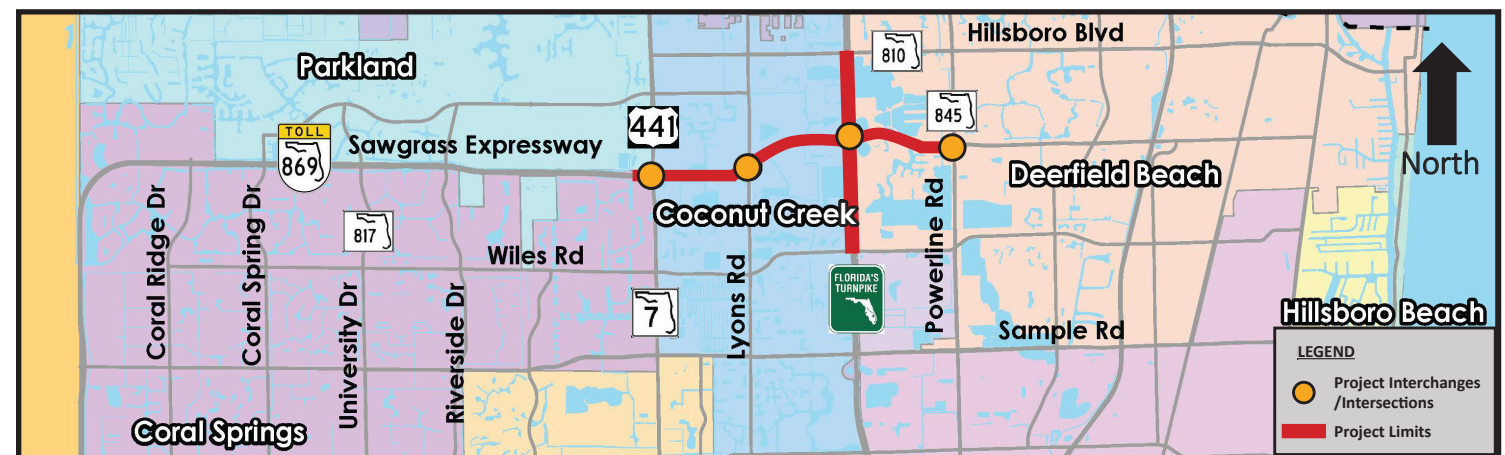 Hillsboro Blvd
810
Parkland
845
441
TOLL
869
Sawgrass Expressway
North
Deerfield Beach
Coconut Creek
817
Wiles Rd
Coral Ridge Dr
Coral Spring Dr
University Dr
Riverside Dr
Lyons Rd
Powerline Rd
FLORIDA'S
TURNPIKE
7
Sample Rd
Hillsboro Beach
Coral Springs
LEGEND
Project Interchanges
/Intersections
Project Limits